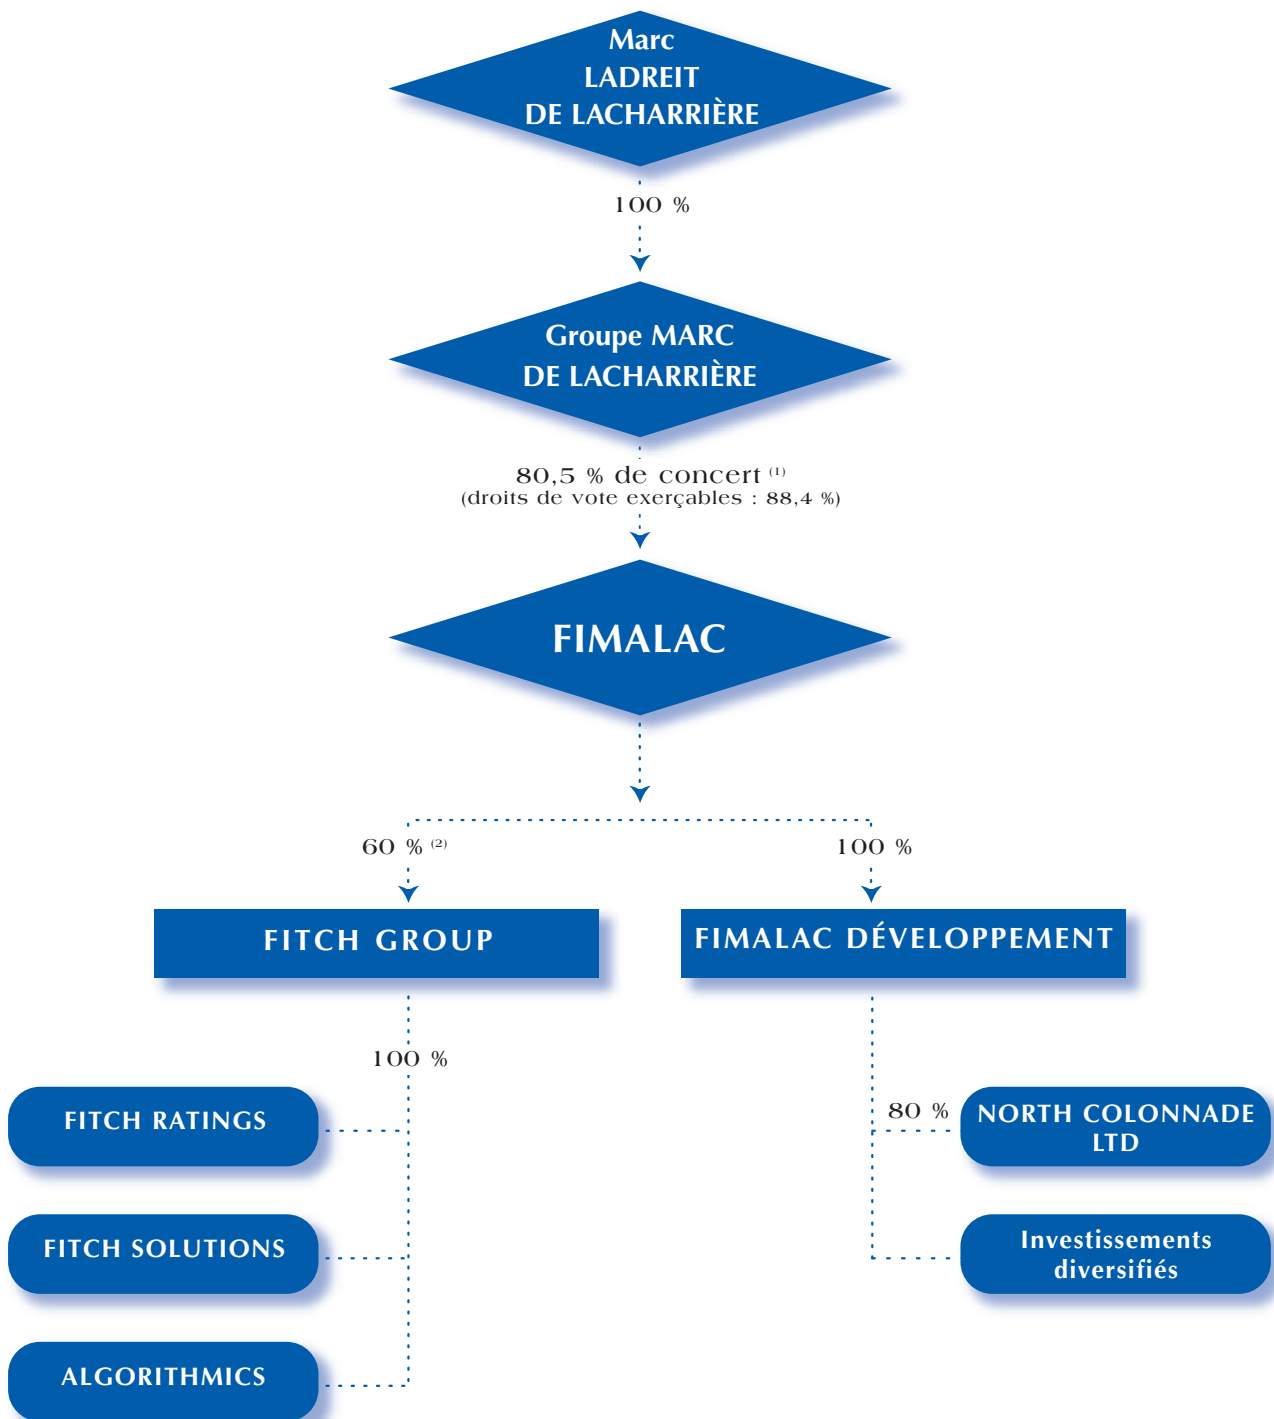 Marc
LADREIT
DE LACHARRIÈRE
100 %
Groupe MARC
DE LACHARRIÈRE
80,5 % de concert (1)
(droits de vote exerçables : 88,4 %)
FIMALAC
60 % (2)
100 %
FITCH GROUP
FIMALAC DÉVELOPPEMENT
100 %
FITCH RATINGS
80 %
NORTH COLONNADE
LTD
FITCH SOLUTIONS
Investissements
diversifiés
ALGORITHMICS